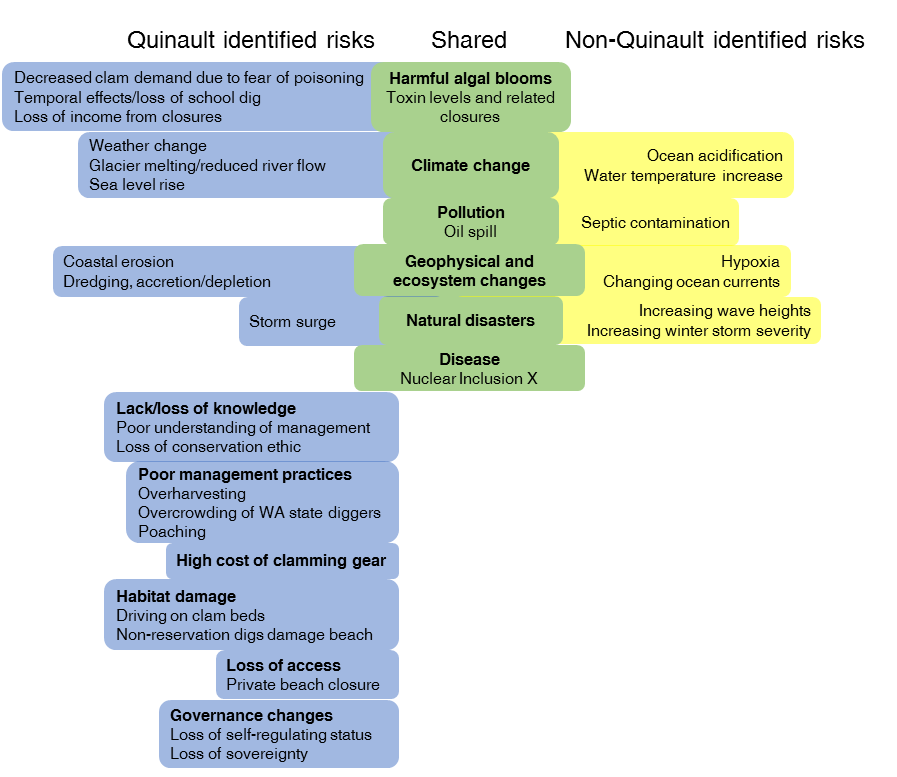 Quinault identified risks
Shared
Non-Quinault identified risks
Decreased clam demand due to fear of poisoning
Temporal effects/loss of school dig
Loss of income from closures
Harmful algal blooms
Toxin levels and related
closures
Weather change
Glacier melting/reduced river flow
Sea level rise
Climate change
Ocean acidification
Water temperature increase
Pollution
Oil spill
Septic contamination
Coastal erosion
Dredging, accretion/depletion
Geophysical and
ecosystem changes
Hypoxia
Changing ocean currents
Storm surge
Natural disasters
Increasing wave heights
Increasing winter storm severity
Disease
Nuclear Inclusion X
Lack/loss of knowledge
Poor understanding of management
Loss of conservation ethic
Poor management practices
Overharvesting
Overcrowding of WA state diggers
Poaching
High cost of clamming gear
Habitat damage
Driving on clam beds
Non-reservation digs damage beach
Loss of access
Private beach closure
Governance changes
Loss of self-regulating status
Loss of sovereignty